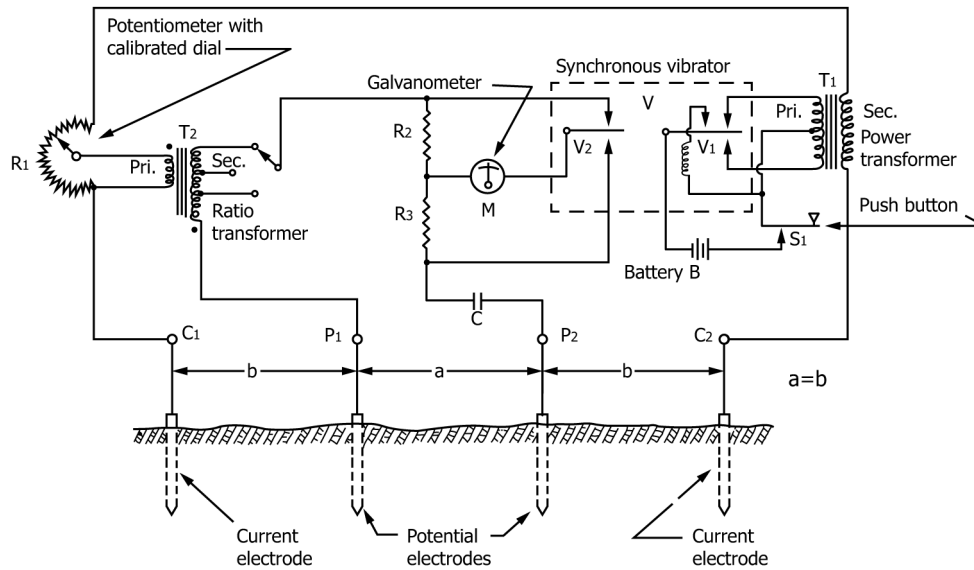 Potentiometer with
calibrated dial
Galvanometer
Synchronous vibrator
T1
V
Pri.
Sec.
Power
transformer
R1
T2
Pri.
Sec.
Ratio
transformer
R2
R3
M
V2
V1
Push button
S1
Battery B
C
C1
P1
P2
C2
b
a
b
a=b
Current
electrode
Potential
electrodes
Current
electrode